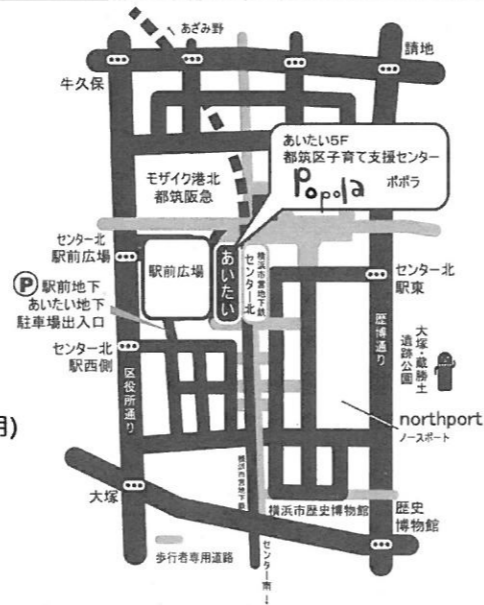 ↑あざみ野
請地
牛久保
あいたい5F
都筑区子育て支援センター
Popola ポポラ
モザイク港北
都筑阪急
センター北
駅前広場
駅前広場
あいたい
横浜市営地下鉄
センター北
センター北
駅東
P 駅前地下
あいたい地下
駐車場出入口
センター北
駅西側
区役所通り
歴博通り
大塚・歳勝土
遺跡公園
northport
ノースポート
用)
大塚
横浜市営地下鉄
横浜市歴史博物館
歴史
博物館
歩行者専用道路
センター南↓